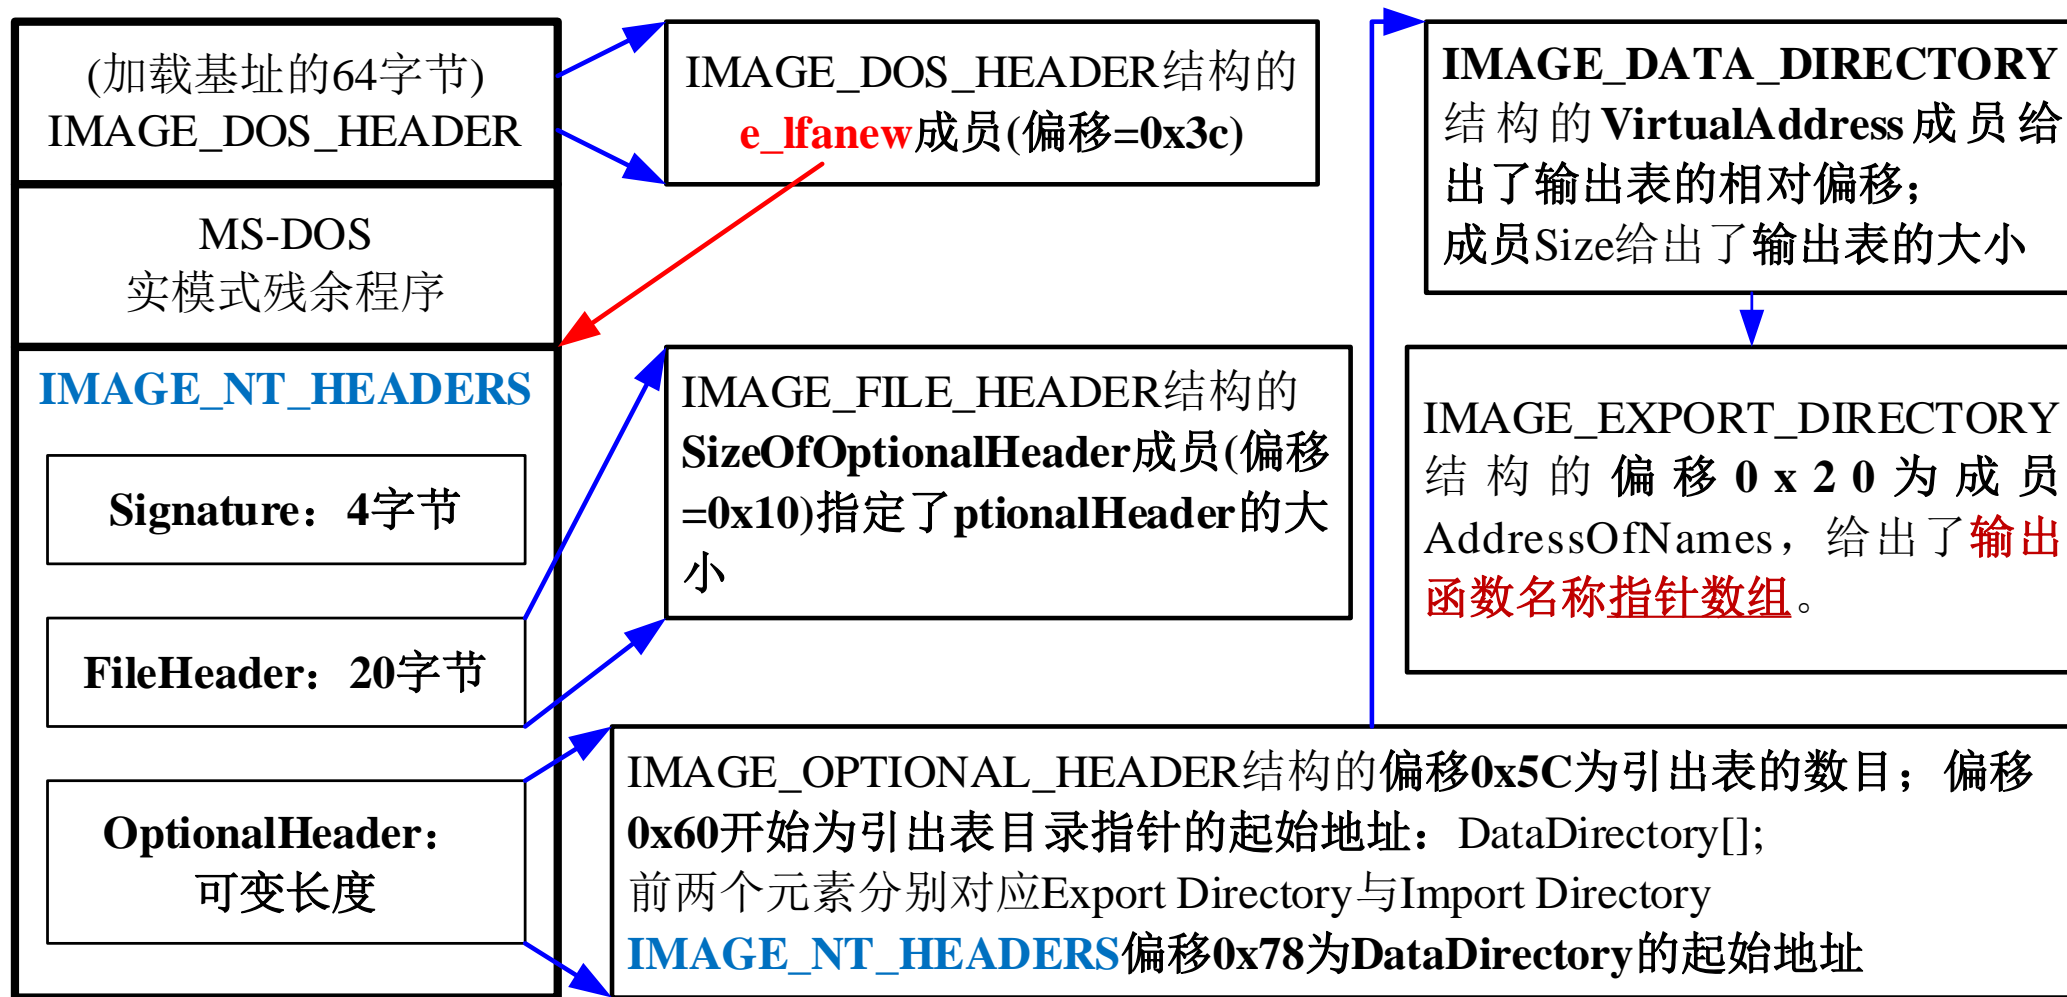 (加载基址的64字节)
IMAGE_DOS_HEADER
MS-DOS
实模式残余程序
IMAGE_NT_HEADERS
Signature：4字节
FileHeader：20字节
OptionalHeader：
可变长度
IMAGE_DOS_HEADER结构的
e_lfanew成员(偏移=0x3c)
IMAGE_FILE_HEADER结构的
SizeOfOptionalHeader成员(偏移
=0x10)指定了ptionalHeader的大
小
IMAGE_OPTIONAL_HEADER结构的偏移0x5C为引出表的数目；偏移
0x60开始为引出表目录指针的起始地址：DataDirectory[];
前两个元素分别对应Export Directory与Import Directory
IMAGE_NT_HEADERS偏移0x78为DataDirectory的起始地址
IMAGE_DATA_DIRECTORY
结构的VirtualAddress成员给
出了输出表的相对偏移；
成员Size给出了输出表的大小
IMAGE_EXPORT_DIRECTORY
结构的偏移0x20为成员
AddressOfNames，给出了输出
函数名称指针数组。